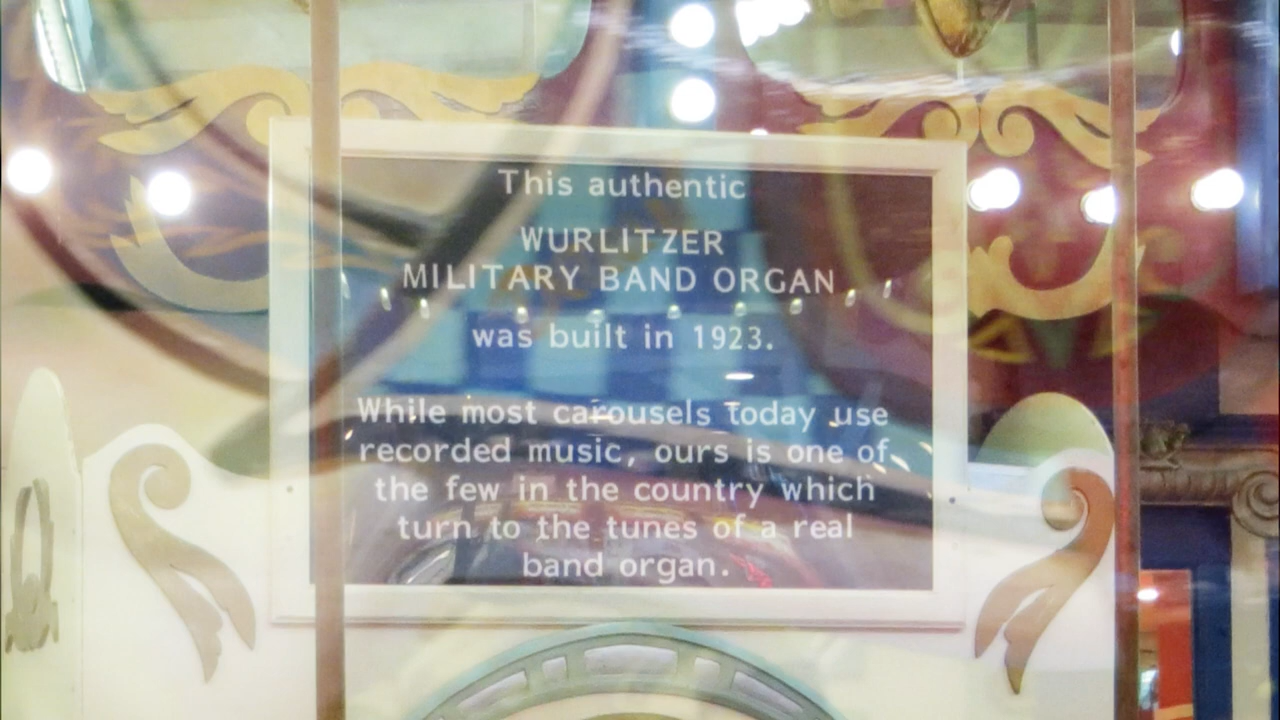 This authentic
WURLITZER
MILITARY BAND ORGAN
was built in 1923.
While most carousels today use
recorded music, ours is one of
the few in the country which
turn to the tunes of a real
band organ.